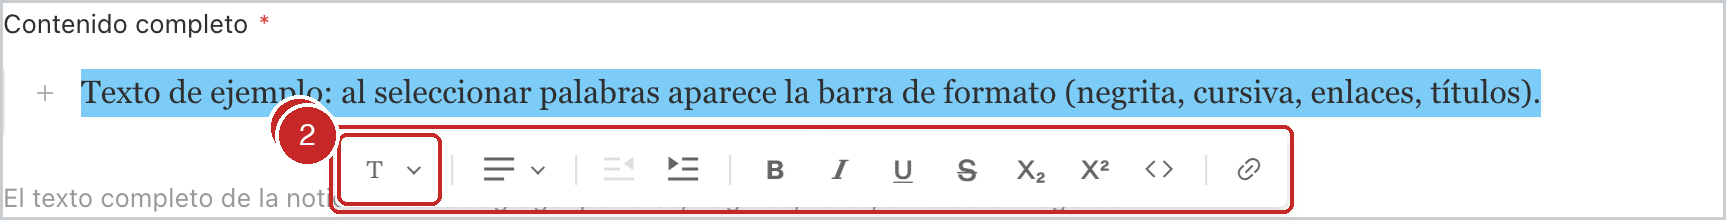 Contenido completo *
+ Texto de ejemplo: al seleccionar palabras aparece la barra de formato (negrita, cursiva, enlaces, títulos).
2
T B I U S X₂ X² <>
El texto completo de la